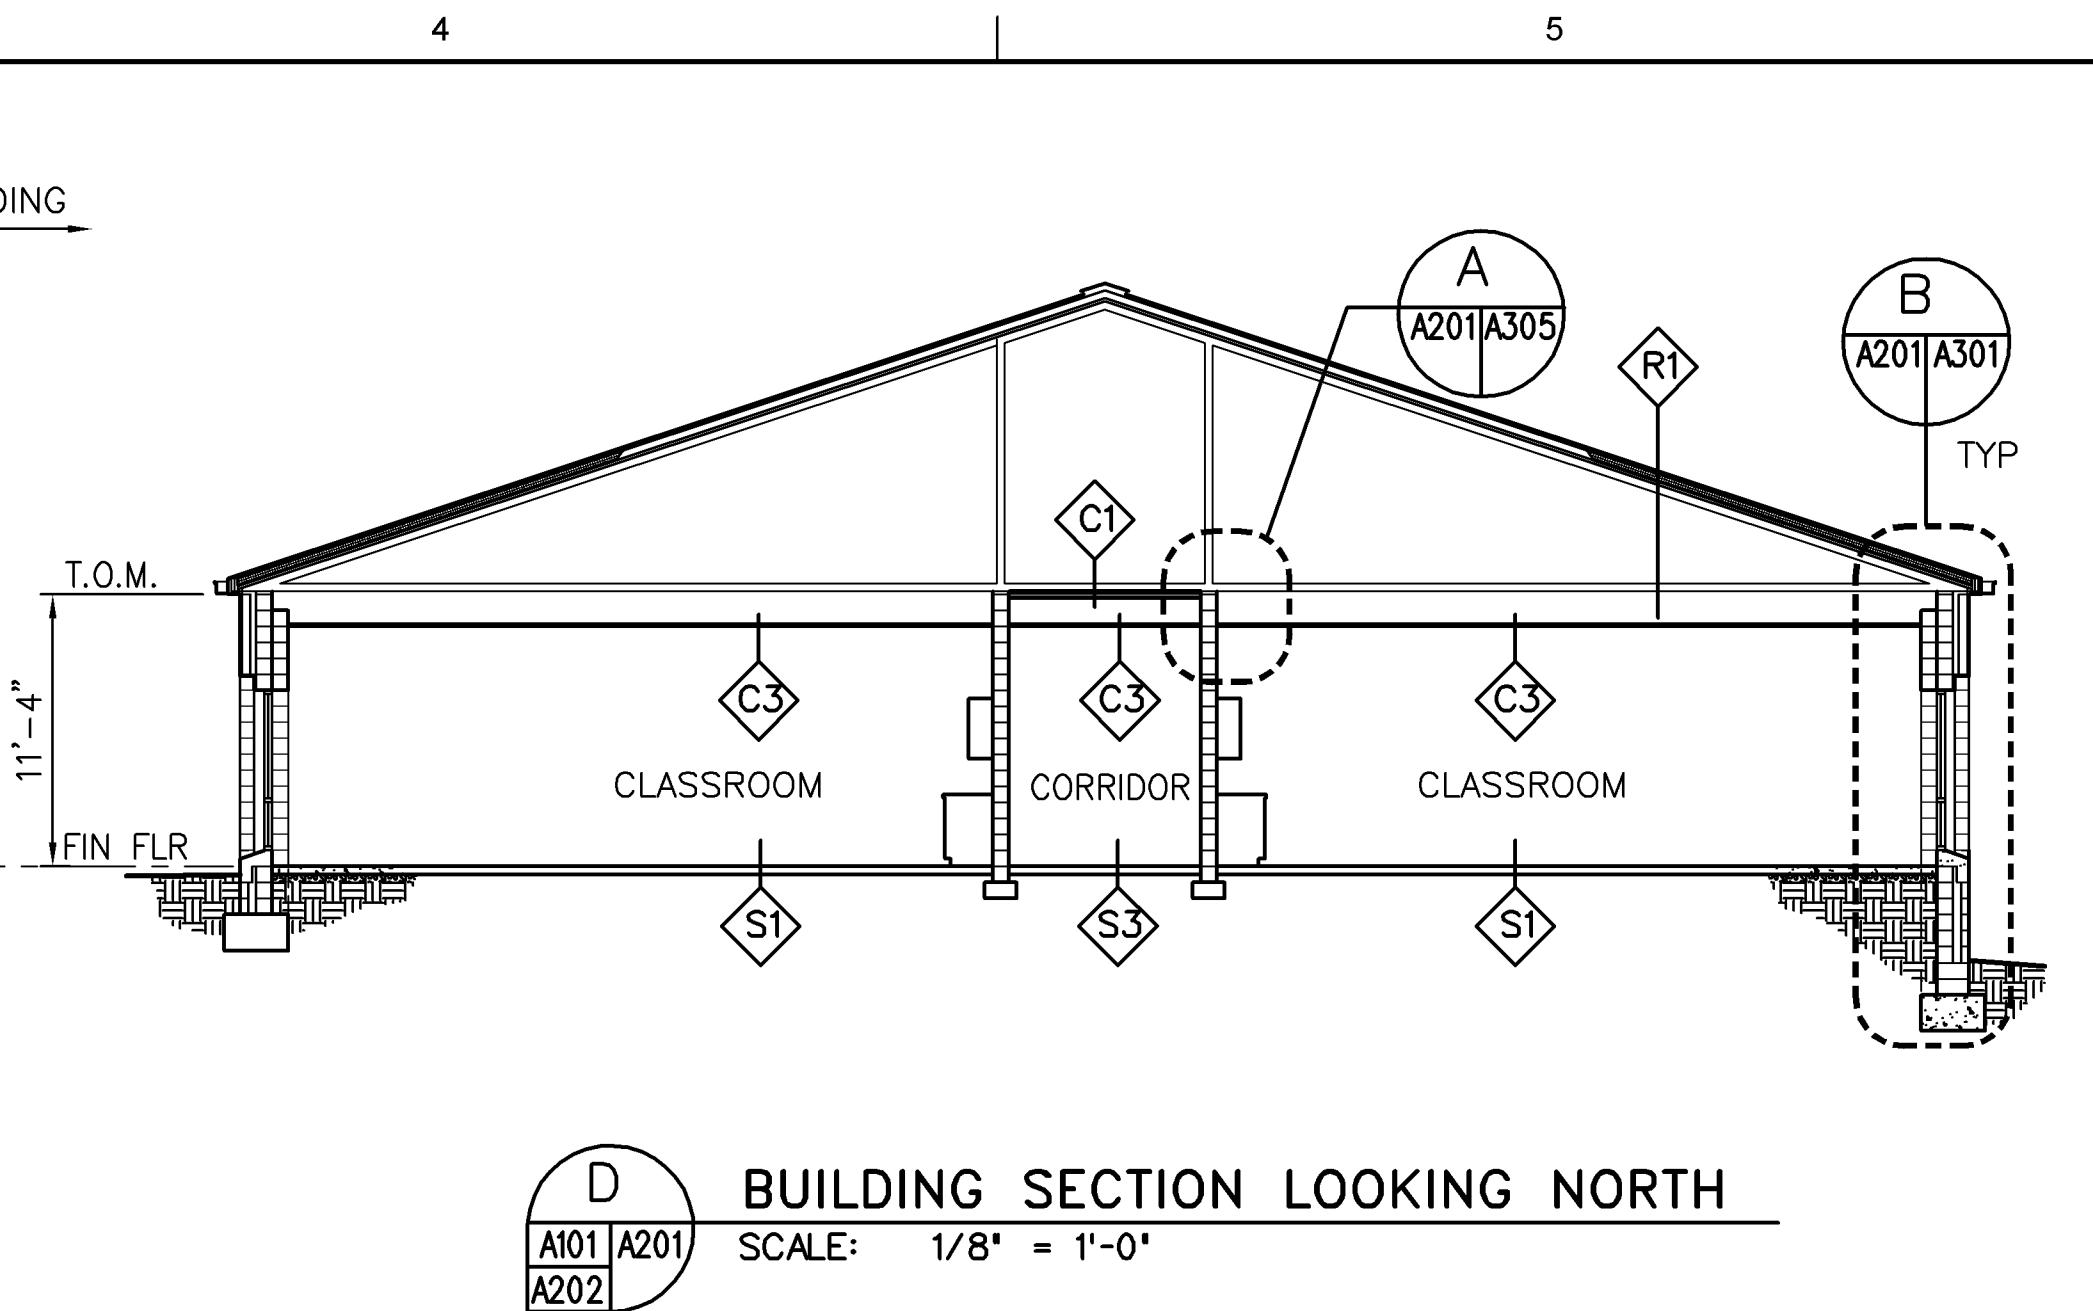 4 5
DING
A
A201 A305
B
A201 A301
R1
TYP
C1
T.O.M.
11'-4"
C3 C3 C3
CLASSROOM CORRIDOR CLASSROOM
FIN FLR
S1 S3 S1
D
A101 A201
A202
BUILDING SECTION LOOKING NORTH
SCALE: 1/8" = 1'-0"